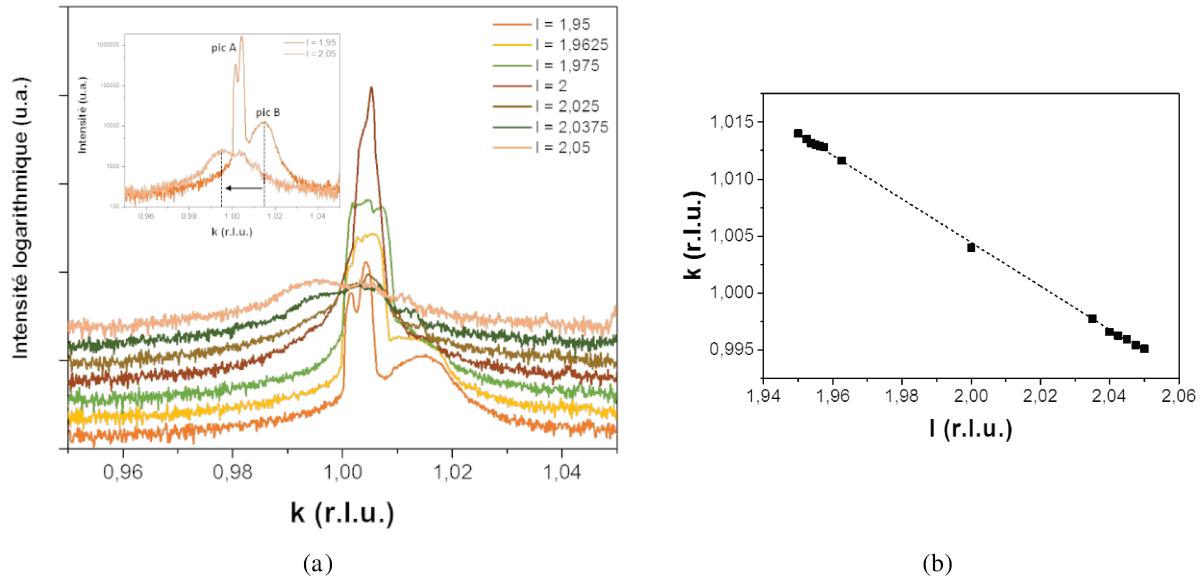 Intensité logarithmique (u.a.)
l = 1,95
l = 1,9625
l = 1,975
l = 2
l = 2,025
l = 2,0375
l = 2,05
Intensité (u.a.)
1000000
100000
10000
1000
100
pic A
pic B
l = 1,95
l = 2,05
0,96
0,98
1,00
1,02
1,04
k (r.l.u.)
0,96
0,98
1,00
1,02
1,04
k (r.l.u.)
(a)
k (r.l.u.)
1,015
1,010
1,005
1,000
0,995
1,94
1,96
1,98
2,00
2,02
2,04
2,06
l (r.l.u.)
(b)